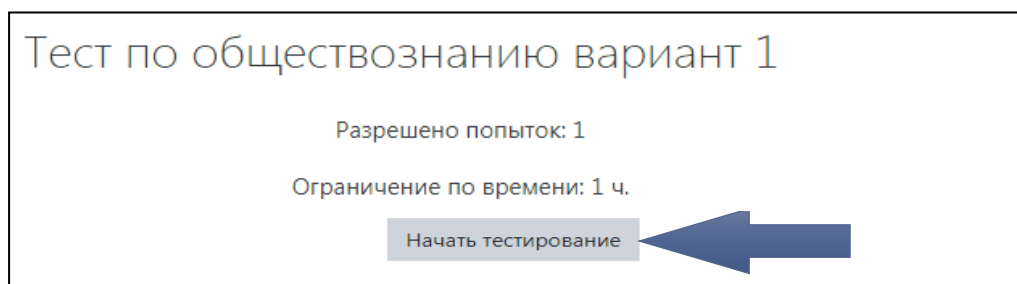 Тест по обществознанию вариант 1
Разрешено попыток: 1
Ограничение по времени: 1 ч.
Начать тестирование